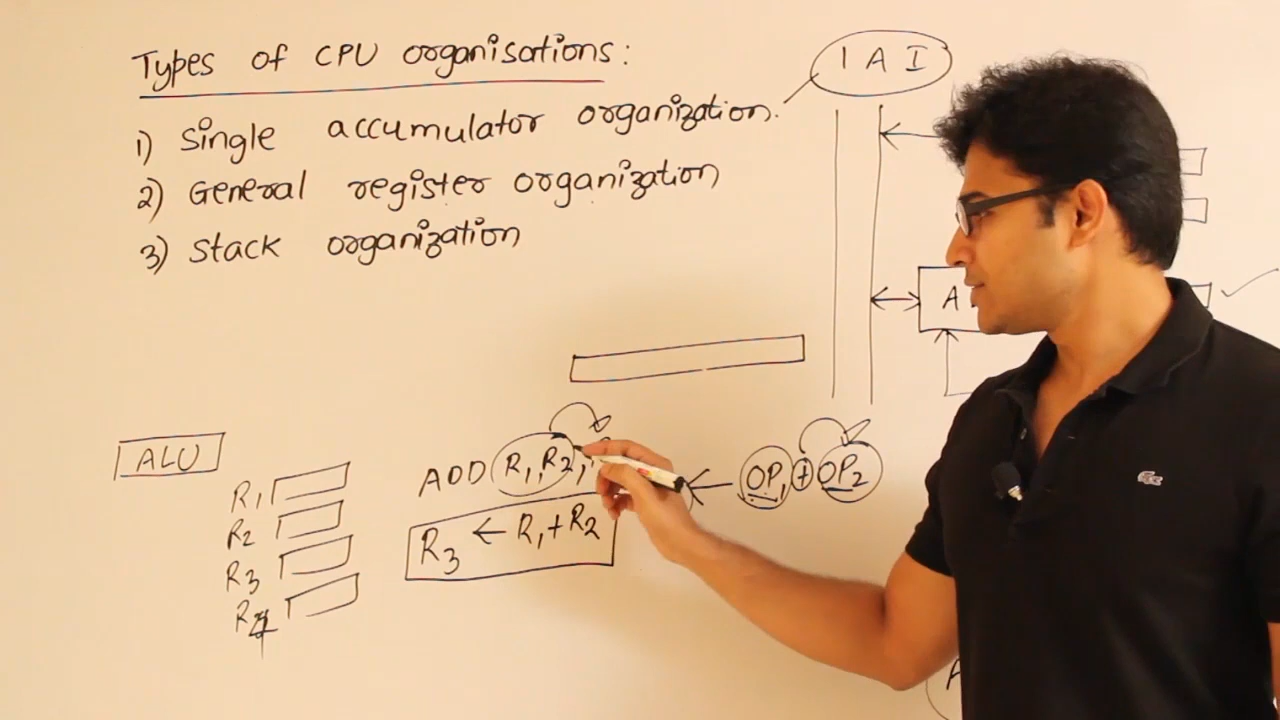 Types of CPU organisations:
1 A I
1) Single accumulator organization.
2) General register organization
3) Stack organization
A
ALU
ADD R1, R2,
OP1 + OP2
R3 ← R1 + R2
R1
R2
R3
R4